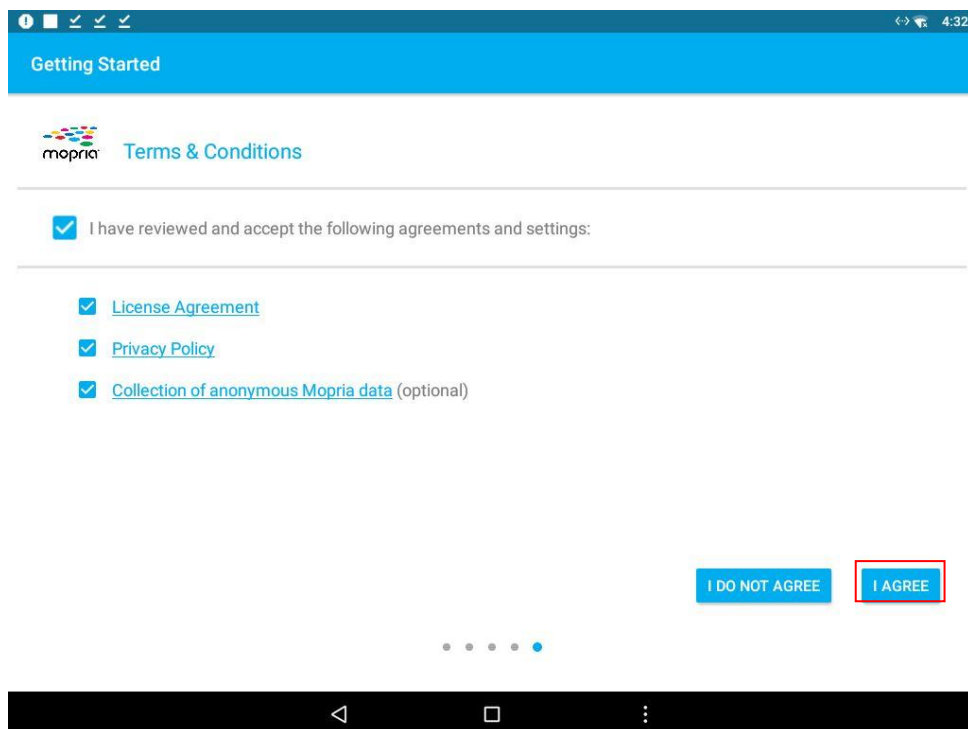 4:32
Getting Started
mopria
Terms & Conditions
I have reviewed and accept the following agreements and settings:
License Agreement
Privacy Policy
Collection of anonymous Mopria data (optional)
I DO NOT AGREE
I AGREE